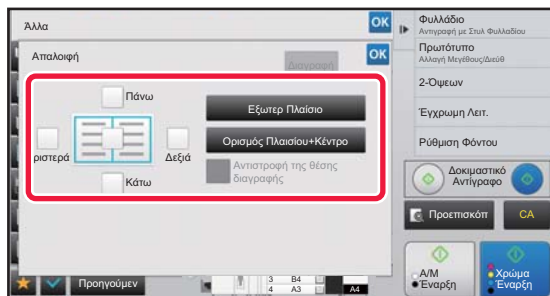 Άλλα
OK
Απαλοιφή
OK
Διαγραφή
Πάνω
ριστερά
Δεξιά
Κάτω
Εξωτερ Πλαίσιο
Ορισμός Πλαισίου+Κέντρο
Αντιστροφή της θέσης
διαγραφής
Προηγούμεν
3 B4
4 A3
A4
Φυλλάδιο
Αντιγραφή με Στυλ Φυλλαδίου
Πρωτότυπο
Αλλαγή Μεγέθους/Διεύθ
2-Όψεων
Έγχρωμη Λειτ.
Ρύθμιση Φόντου
Δοκιμαστικό
Αντίγραφο
Προεπισκόπ
CA
A/M
Έναρξη
Χρώμα
Έναρξη